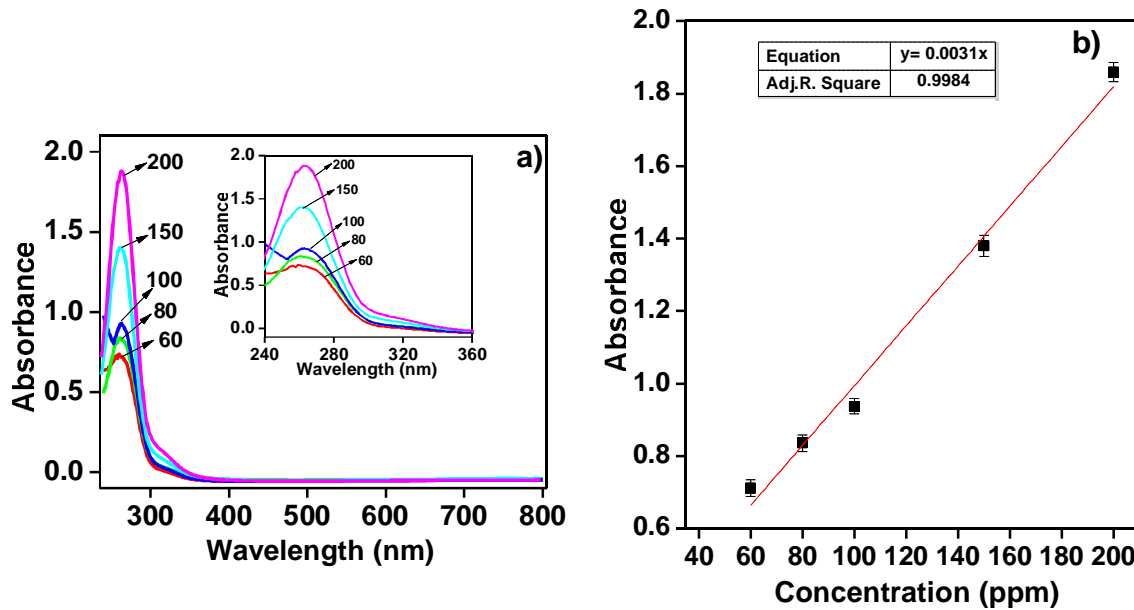 a)
2.0
1.5
1.0
0.5
0.0
Absorbance
300 400 500 600 700 800
Wavelength (nm)
200
150
100
80
60
2.0
1.5
1.0
0.5
0.0
Absorbance
240 280 320 360
Wavelength (nm)
200
150
100
80
60
b)
Equation y= 0.0031x
Adj.R. Square 0.9984
2.0
1.8
1.6
1.4
1.2
1.0
0.8
0.6
Absorbance
40 60 80 100 120 140 160 180 200
Concentration (ppm)